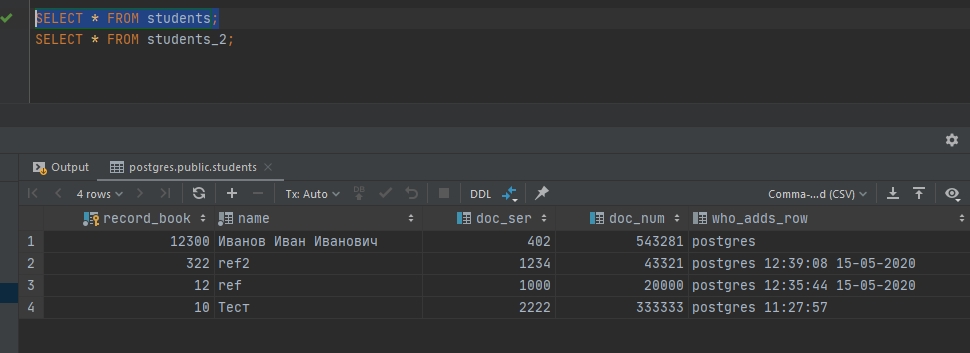 SELECT * FROM students;
SELECT * FROM students_2;
Output postgres.public.students
4 rows Tx: Auto DB DDL Comma-...d (CSV)
record_book name doc_ser doc_num who_adds_row
1 12300 Иванов Иван Иванович 402 543281 postgres
2 322 ref2 1234 43321 postgres 12:39:08 15-05-2020
3 12 ref 1000 20000 postgres 12:35:44 15-05-2020
4 10 Тест 2222 333333 postgres 11:27:57